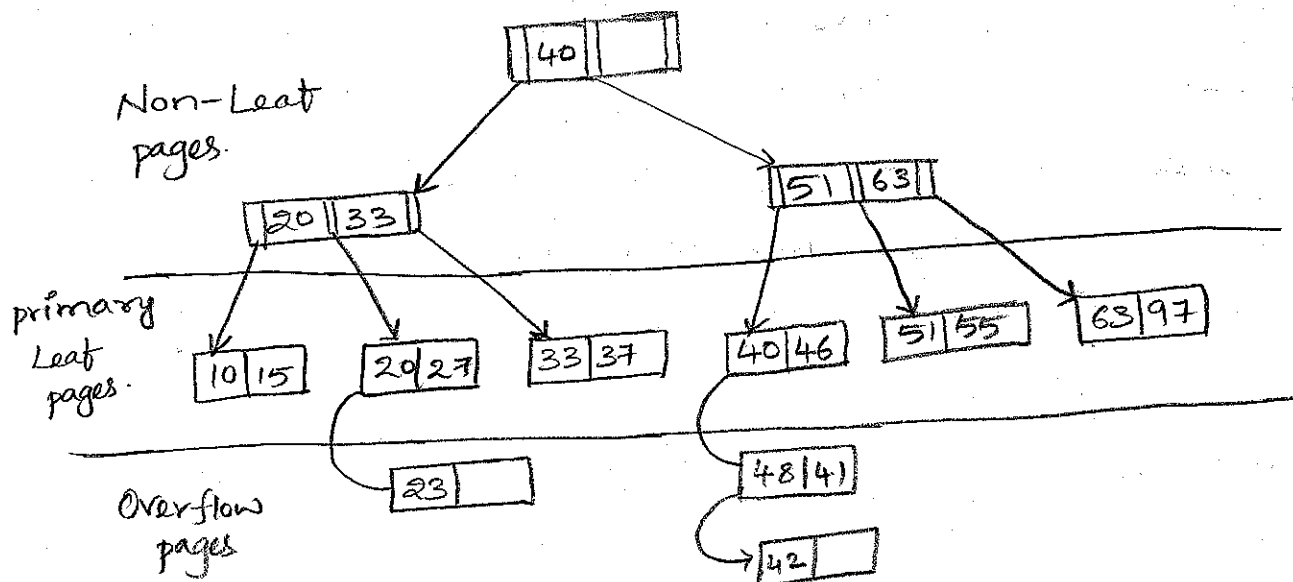 40
Non-Leaf
pages.
51 63
20 33
primary
Leaf
pages.
10 15 20 27 33 37 40 46 51 55 63 97
Overflow
pages
23 48 41
42